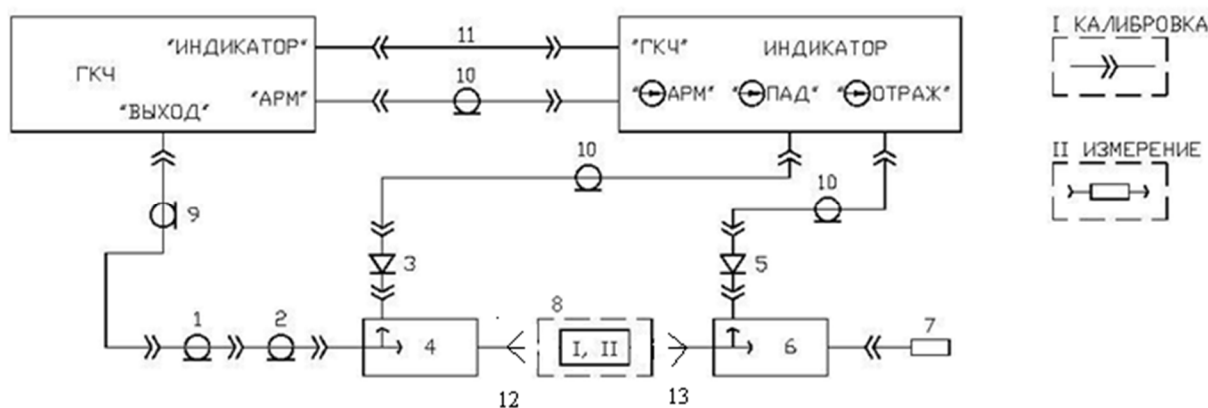 "ИНДИКАТОР"
ГКЧ
"АРМ"
"ВЫХОД"
11
10
"ГКЧ" ИНДИКАТОР
"АРМ" "ПАД" "ОТРАЖ"
I КАЛИБРОВКА
II ИЗМЕРЕНИЕ
10
10
9
3
5
1
2
4
8
I, II
6
7
12
13